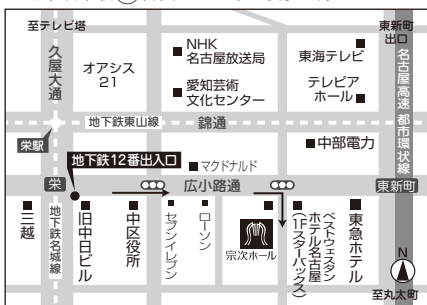 至テレビ塔
東新町
出口
久屋大通
オアシス
21
■NHK
名古屋放送局
■愛知芸術
文化センター
東海テレビ
テレピア
ホール■
名古屋高速 都市環状線
地下鉄東山線
錦通
栄駅
■中部電力
地下鉄12番出入口
■マクドナルド
栄
広小路通
東新町
■三越
地下鉄名城線
■旧中日ビル
■中区役所
■セブンイレブン
■ローソン
宗次ホール
■ベストウェスタン
ホテル名古屋
(1Fスターバックス)
■東急ホテル
N
至丸太町